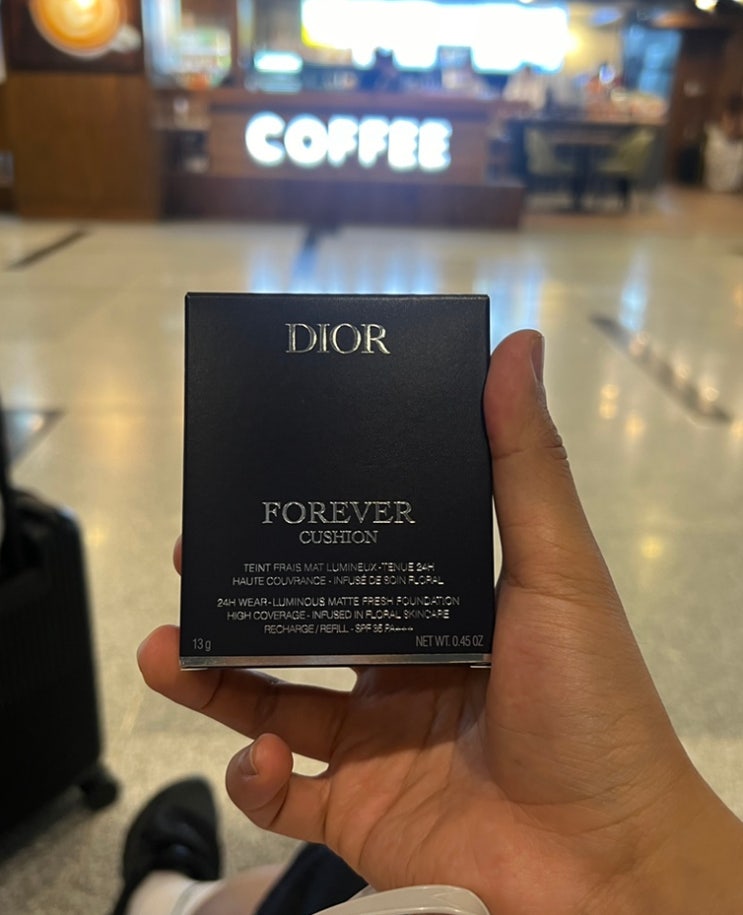 COFFEE
DIOR
FOREVER
CUSHION
TEINT FRAIS MAT LUMINEUX - TENUE 24H
HAUTE COUVRANCE - INFUSÉ DE SOIN FLORAL
24H WEAR - LUMINOUS MATTE FRESH FOUNDATION
HIGH COVERAGE - INFUSED IN FLORAL SKINCARE
RECHARGE / REFILL - SPF 35 PA+++
13 g
NET WT. 0.45 OZ